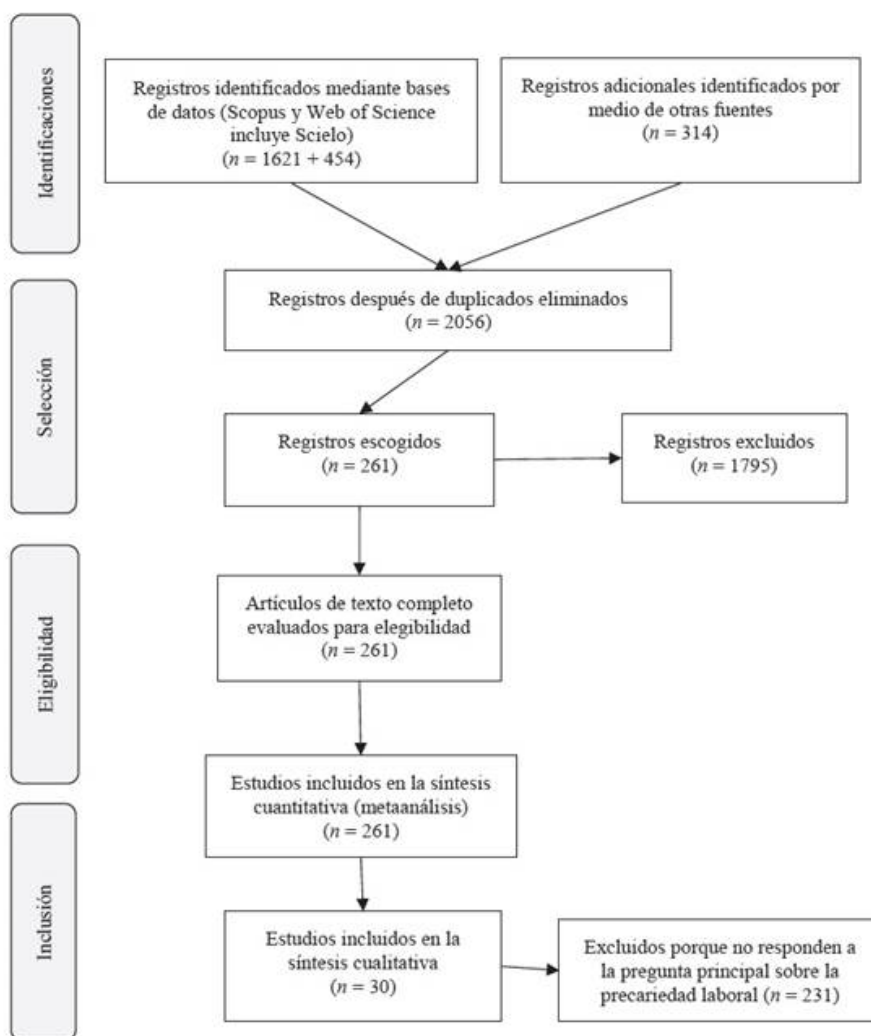 Identificaciones
Registros identificados mediante bases
de datos (Scopus y Web of Science
incluye Scielo)
(n = 1621 + 454)
Registros adicionales identificados por
medio de otras fuentes
(n = 314)
Selección
Registros después de duplicados eliminados
(n = 2056)
Registros escogidos
(n = 261)
Registros excluidos
(n = 1795)
Eligibilidad
Artículos de texto completo
evaluados para elegibilidad
(n = 261)
Estudios incluidos en la síntesis
cuantitativa (metaanálisis)
(n = 261)
Inclusión
Estudios incluidos en la
síntesis cualitativa
(n = 30)
Excluidos porque no responden a
la pregunta principal sobre la
precariedad laboral (n = 231)